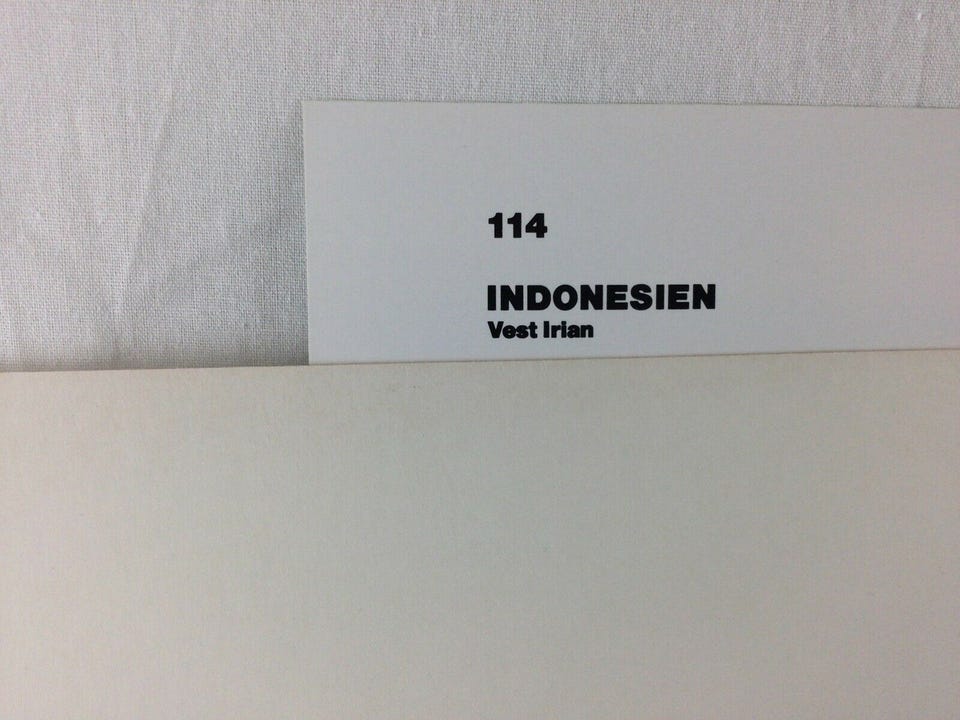 114
INDONESIEN
Vest Irian